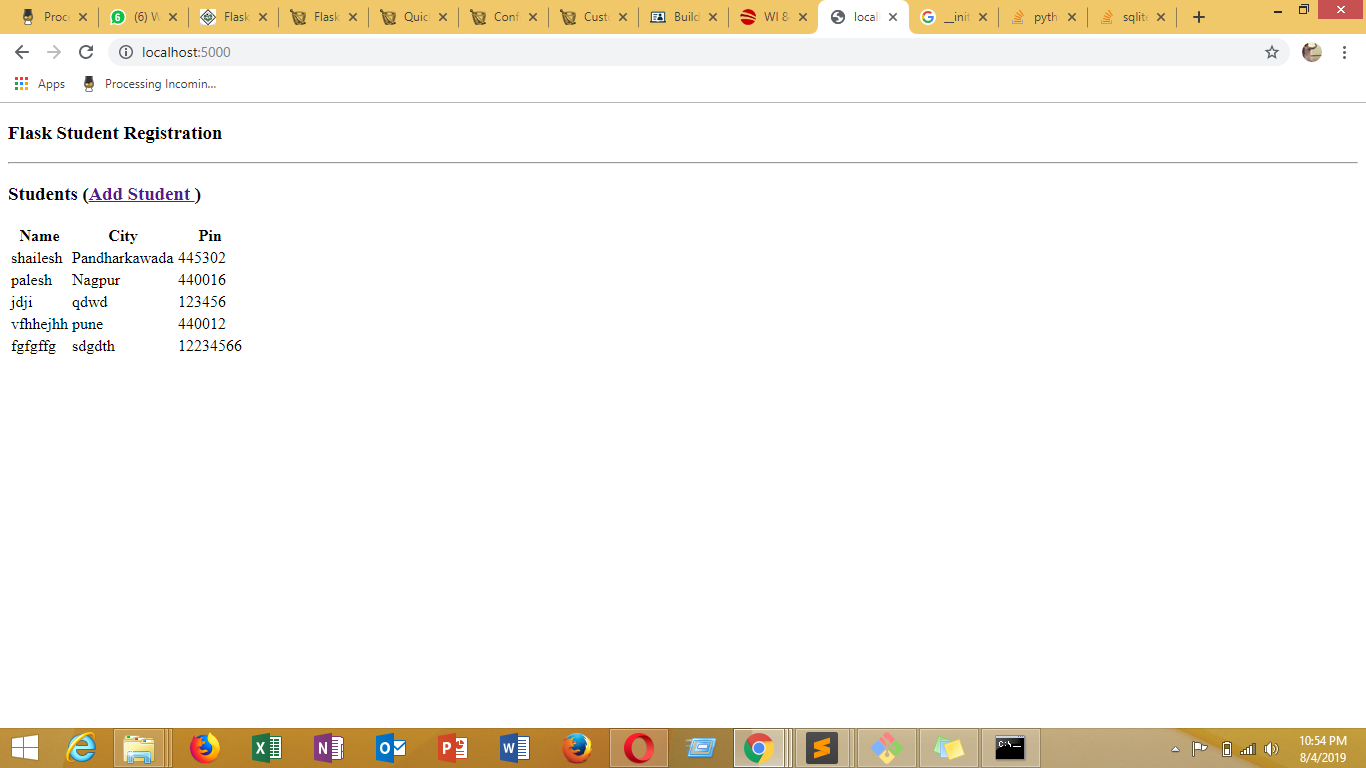 Proc (6) W Flask Flask Quic Conf Cust Build WI & local __init pyth sqlite
localhost:5000
Apps Processing Incomin...
Flask Student Registration
Students (Add Student )
Name City Pin
shailesh Pandharkawada 445302
palesh Nagpur 440016
jdji qdwd 123456
vfhhejhh pune 440012
fgfgffg sdgdth 12234566
10:54 PM
8/4/2019